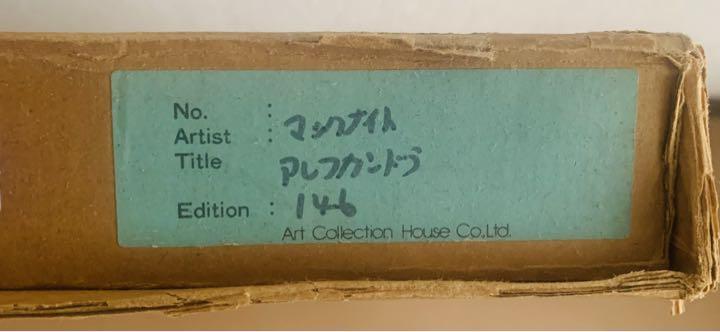 No. :
Artist : マックナイト
Title アレフカンドラ
Edition : 146
Art Collection House Co,Ltd.